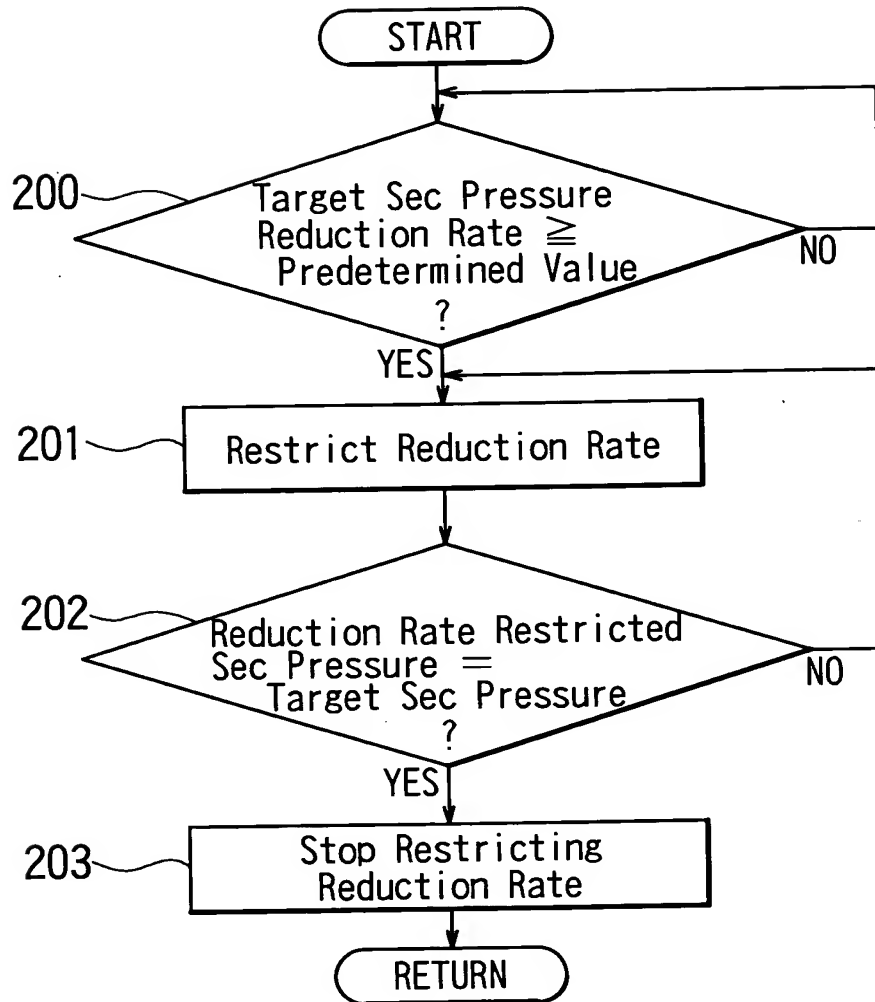 START
200
Target Sec Pressure
Reduction Rate ≧
Predetermined Value
?
NO
YES
201
Restrict Reduction Rate
202
Reduction Rate Restricted
Sec Pressure =
Target Sec Pressure
?
NO
YES
203
Stop Restricting
Reduction Rate
RETURN